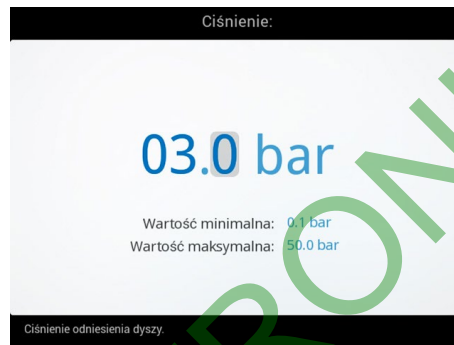 Ciśnienie:
03.0 bar
Wartość minimalna: 0.1 bar
Wartość maksymalna: 50.0 bar
Ciśnienie odniesienia dyszy.